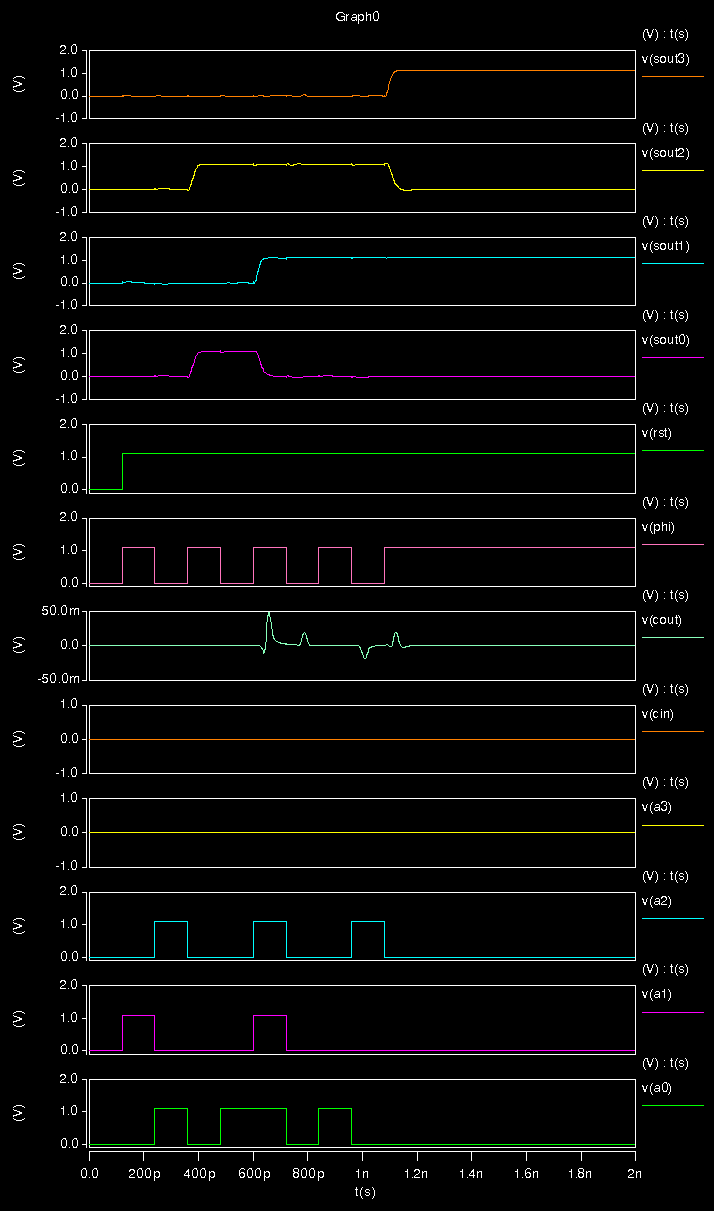 Graph0
(V) : t(s)
v(sout3)
2.0
1.0
0.0
-1.0
(V)
(V) : t(s)
v(sout2)
2.0
1.0
0.0
-1.0
(V)
(V) : t(s)
v(sout1)
2.0
1.0
0.0
-1.0
(V)
(V) : t(s)
v(sout0)
2.0
1.0
0.0
-1.0
(V)
(V) : t(s)
v(rst)
2.0
1.0
0.0
(V)
(V) : t(s)
v(phi)
2.0
1.0
0.0
(V)
(V) : t(s)
v(cout)
50.0m
0.0
-50.0m
(V)
(V) : t(s)
v(cin)
1.0
0.0
-1.0
(V)
(V) : t(s)
v(a3)
1.0
0.0
-1.0
(V)
(V) : t(s)
v(a2)
2.0
1.0
0.0
(V)
(V) : t(s)
v(a1)
2.0
1.0
0.0
(V)
(V) : t(s)
v(a0)
2.0
1.0
0.0
(V)
0.0 200p 400p 600p 800p 1n 1.2n 1.4n 1.6n 1.8n 2n
t(s)